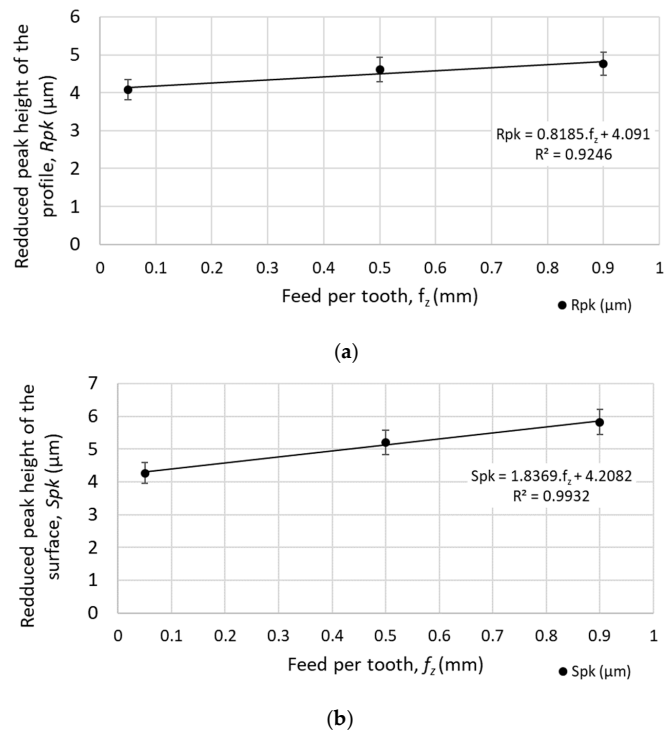 6
5
4
3
2
1
0
Redduced peak height of the
profile, Rpk (µm)
Rpk = 0.8185.fz + 4.091
R² = 0.9246
0 0.1 0.2 0.3 0.4 0.5 0.6 0.7 0.8 0.9 1
Feed per tooth, fz (mm)
Rpk (µm)
(a)
7
6
5
4
3
2
1
0
Redduced peak height of the
surface, Spk (µm)
Spk = 1.8369.fz + 4.2082
R² = 0.9932
0 0.1 0.2 0.3 0.4 0.5 0.6 0.7 0.8 0.9 1
Feed per tooth, fz (mm)
Spk (µm)
(b)